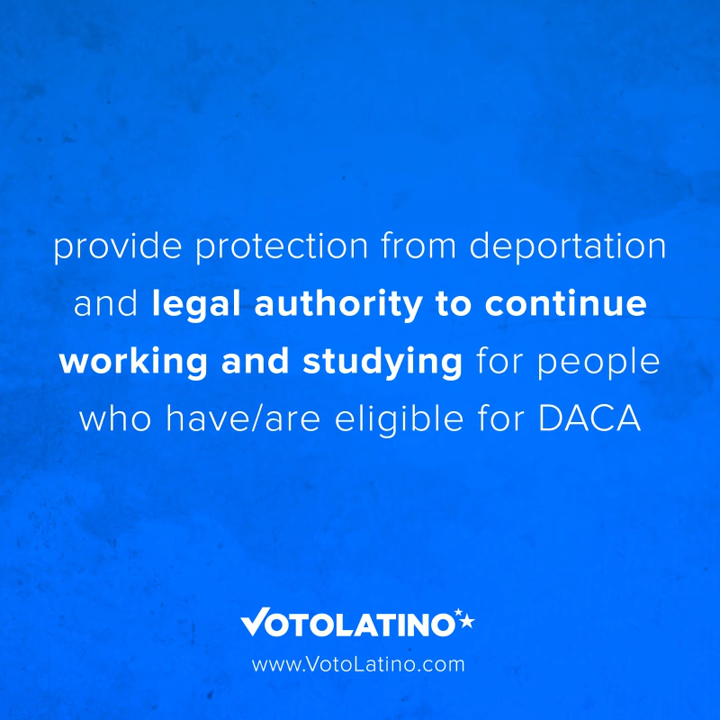 provide protection from deportation
and legal authority to continue
working and studying for people
who have/are eligible for DACA
VOTOLATINO
www.VotoLatino.com